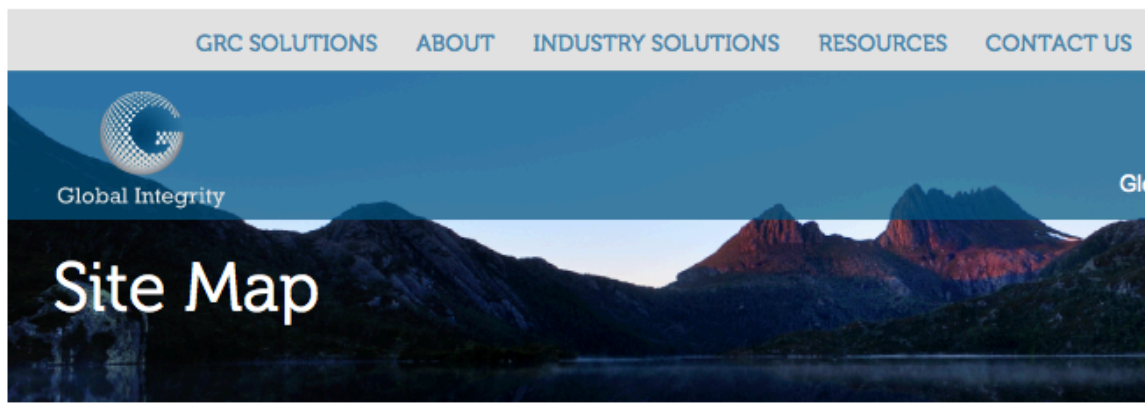 GRC SOLUTIONS ABOUT INDUSTRY SOLUTIONS RESOURCES CONTACT US
Global Integrity
Site Map